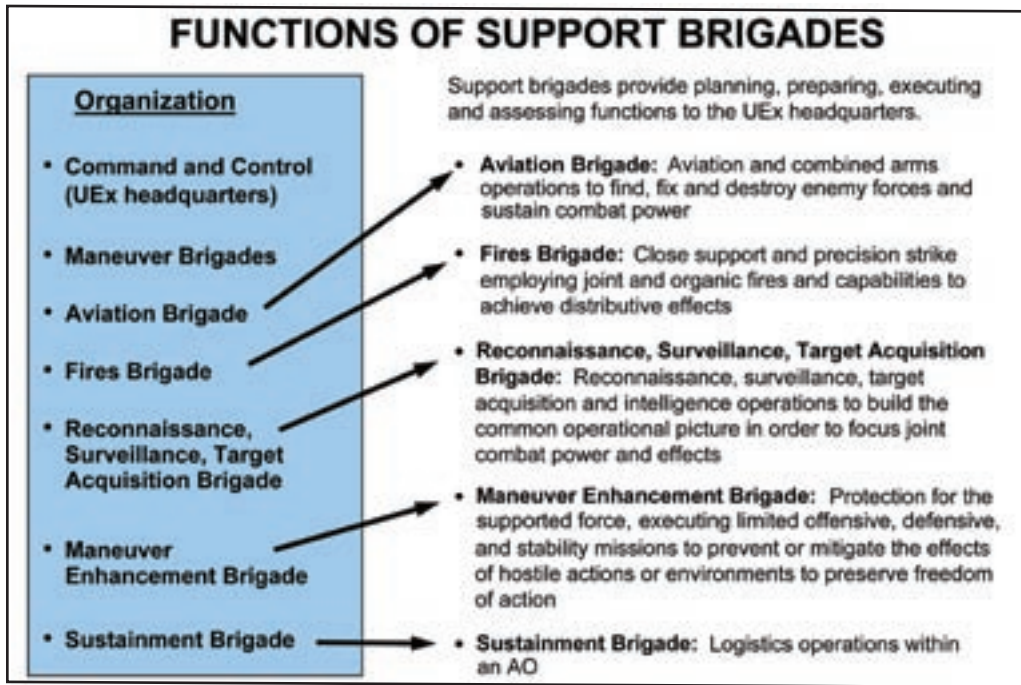 FUNCTIONS OF SUPPORT BRIGADES
Organization
• Command and Control
(UEx headquarters)
• Maneuver Brigades
• Aviation Brigade
• Fires Brigade
• Reconnaissance,
Surveillance, Target
Acquisition Brigade
• Maneuver
Enhancement Brigade
• Sustainment Brigade
Support brigades provide planning, preparing, executing
and assessing functions to the UEx headquarters.
• Aviation Brigade: Aviation and combined arms
operations to find, fix and destroy enemy forces and
sustain combat power
• Fires Brigade: Close support and precision strike
employing joint and organic fires and capabilities to
achieve distributive effects
• Reconnaissance, Surveillance, Target Acquisition
Brigade: Reconnaissance, surveillance, target
acquisition and intelligence operations to build the
common operational picture in order to focus joint
combat power and effects
• Maneuver Enhancement Brigade: Protection for the
supported force, executing limited offensive, defensive,
and stability missions to prevent or mitigate the effects
of hostile actions or environments to preserve freedom
of action
• Sustainment Brigade: Logistics operations within
an AO